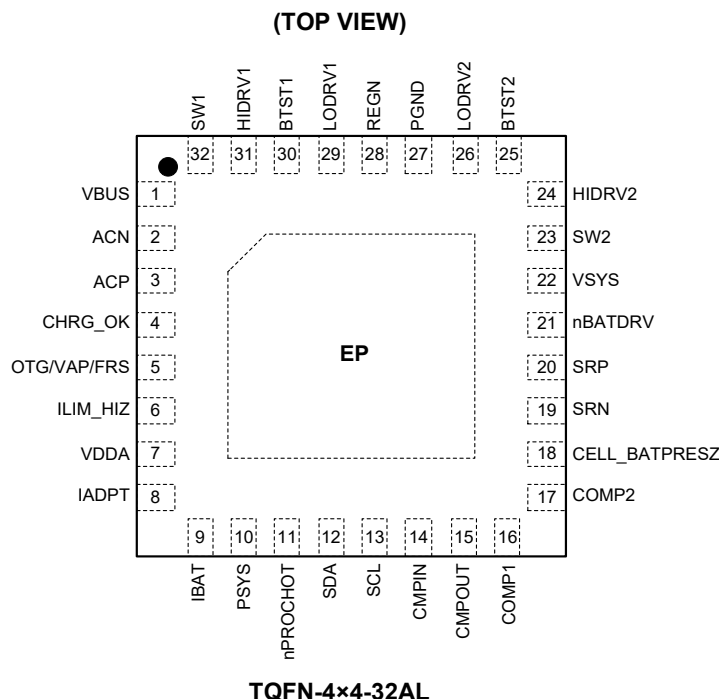 (TOP VIEW)
SW1
HIDRV1
BTST1
LODRV1
REGN
PGND
LODRV2
BTST2
32
31
30
29
28
27
26
25
VBUS 1
ACN 2
ACP 3
CHRG_OK 4
OTG/VAP/FRS 5
ILIM_HIZ 6
VDDA 7
IADPT 8
EP
24 HIDRV2
23 SW2
22 VSYS
21 nBATDRV
20 SRP
19 SRN
18 CELL_BATPRESZ
17 COMP2
9
10
11
12
13
14
15
16
IBAT
PSYS
nPROCHOT
SDA
SCL
CMPIN
CMPOUT
COMP1
TQFN-4×4-32AL